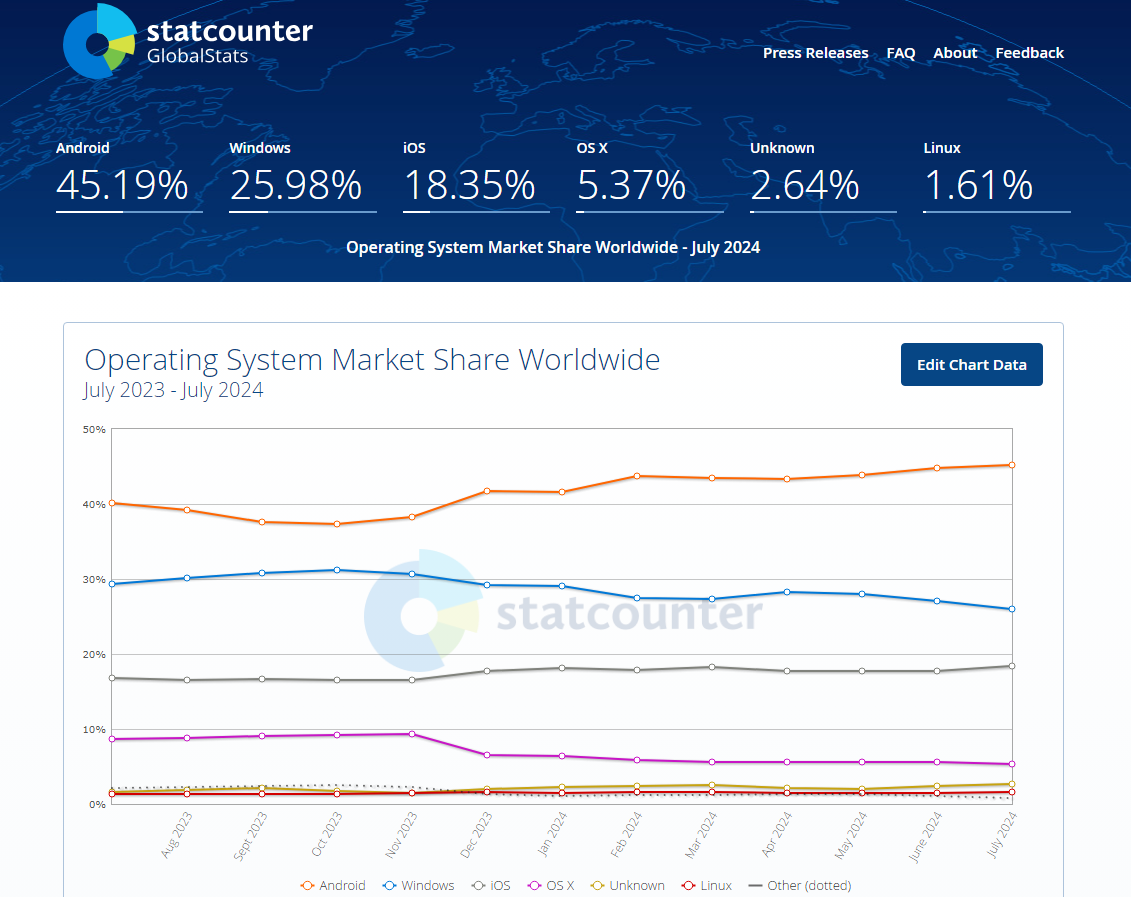 statcounter
GlobalStats
Press Releases FAQ About Feedback
Android Windows iOS OS X Unknown Linux
45.19% 25.98% 18.35% 5.37% 2.64% 1.61%
Operating System Market Share Worldwide - July 2024
Operating System Market Share Worldwide
July 2023 - July 2024
Edit Chart Data
50%
40%
30%
statcounter
20%
10%
0%
Aug 2023 Sept 2023 Oct 2023 Nov 2023 Dec 2023 Jan 2024 Feb 2024 Mar 2024 Apr 2024 May 2024 June 2024 July 2024
Android Windows iOS OS X Unknown Linux Other (dotted)